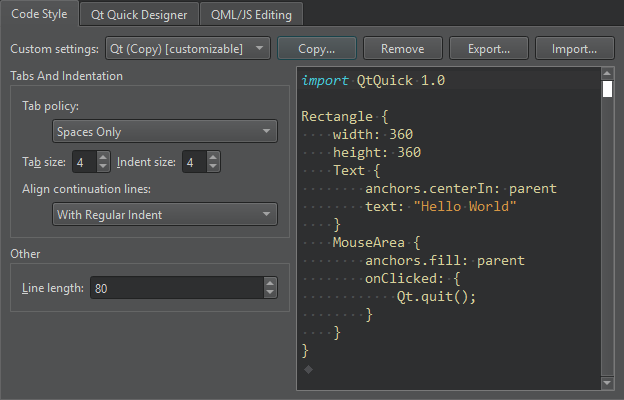 Code Style Qt Quick Designer QML/JS Editing
Custom settings: Qt (Copy) [customizable] Copy... Remove Export... Import...
Tabs And Indentation
Tab policy:
Spaces Only
Tab size: 4 Indent size: 4
Align continuation lines:
With Regular Indent
Other
Line length: 80
import QtQuick 1.0
Rectangle {
width: 360
height: 360
Text {
anchors.centerIn: parent
text: "Hello World"
}
MouseArea {
anchors.fill: parent
onClicked: {
Qt.quit();
}
}
}